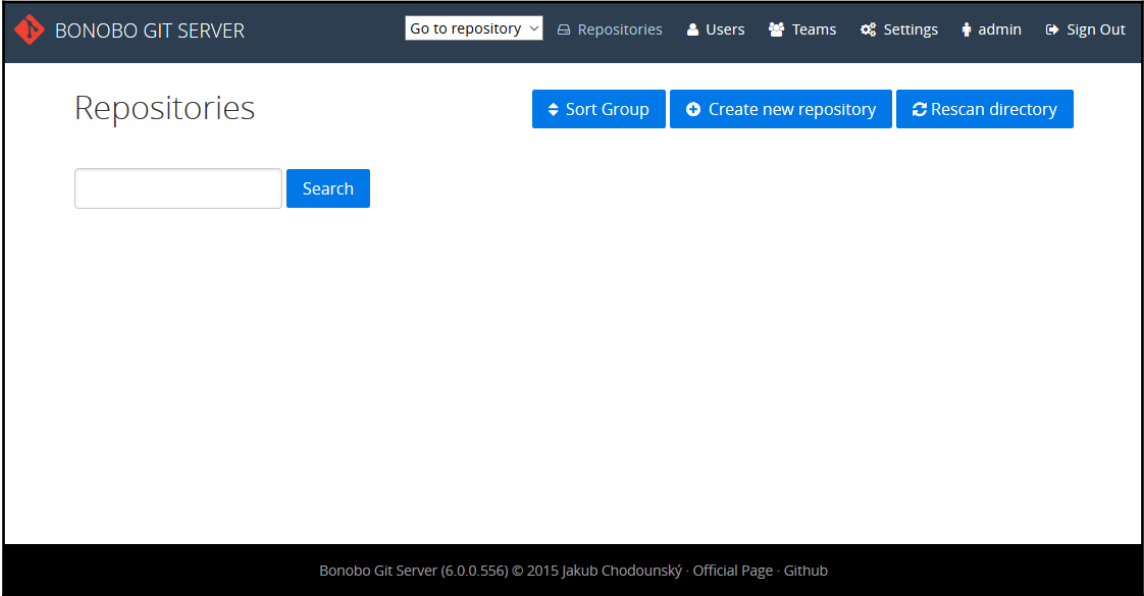 BONOBO GIT SERVER Go to repository Repositories Users Teams Settings admin Sign Out
Repositories Sort Group Create new repository Rescan directory
Search
Bonobo Git Server (6.0.0.556) © 2015 Jakub Chodounský · Official Page · Github